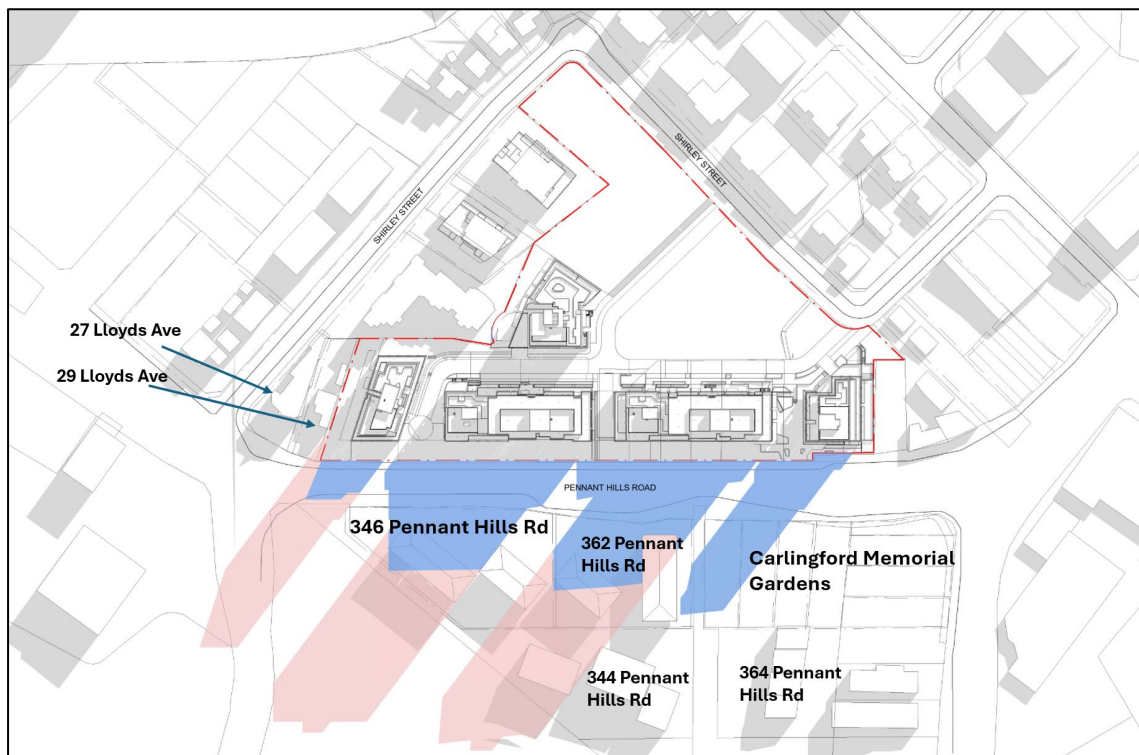 SHIRLEY STREET
SHIRLEY STREET
27 Lloyds Ave
29 Lloyds Ave
PENNANT HILLS ROAD
346 Pennant Hills Rd
362 Pennant
Hills Rd
Carlingford Memorial
Gardens
344 Pennant
Hills Rd
364 Pennant
Hills Rd